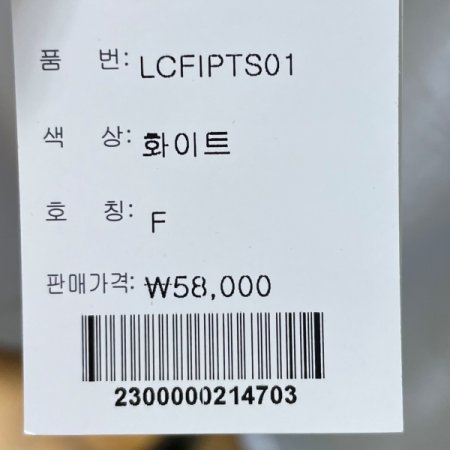 품 번: LCFIPTS01
색 상: 화이트
호 칭: F
판매가격: ₩58,000
2300000214703